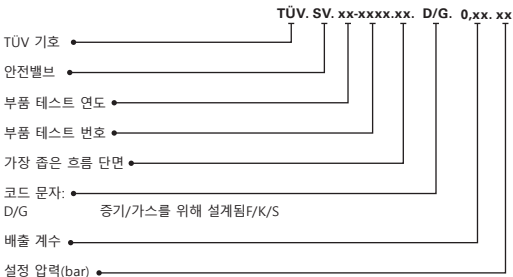 TÜV. SV. xx-xxxx.xx. D/G. 0,xx. xx
TÜV 기호
안전밸브
부품 테스트 연도
부품 테스트 번호
가장 좁은 흐름 단면
코드 문자:
D/G 증기/가스를 위해 설계됨F/K/S
배출 계수
설정 압력(bar)